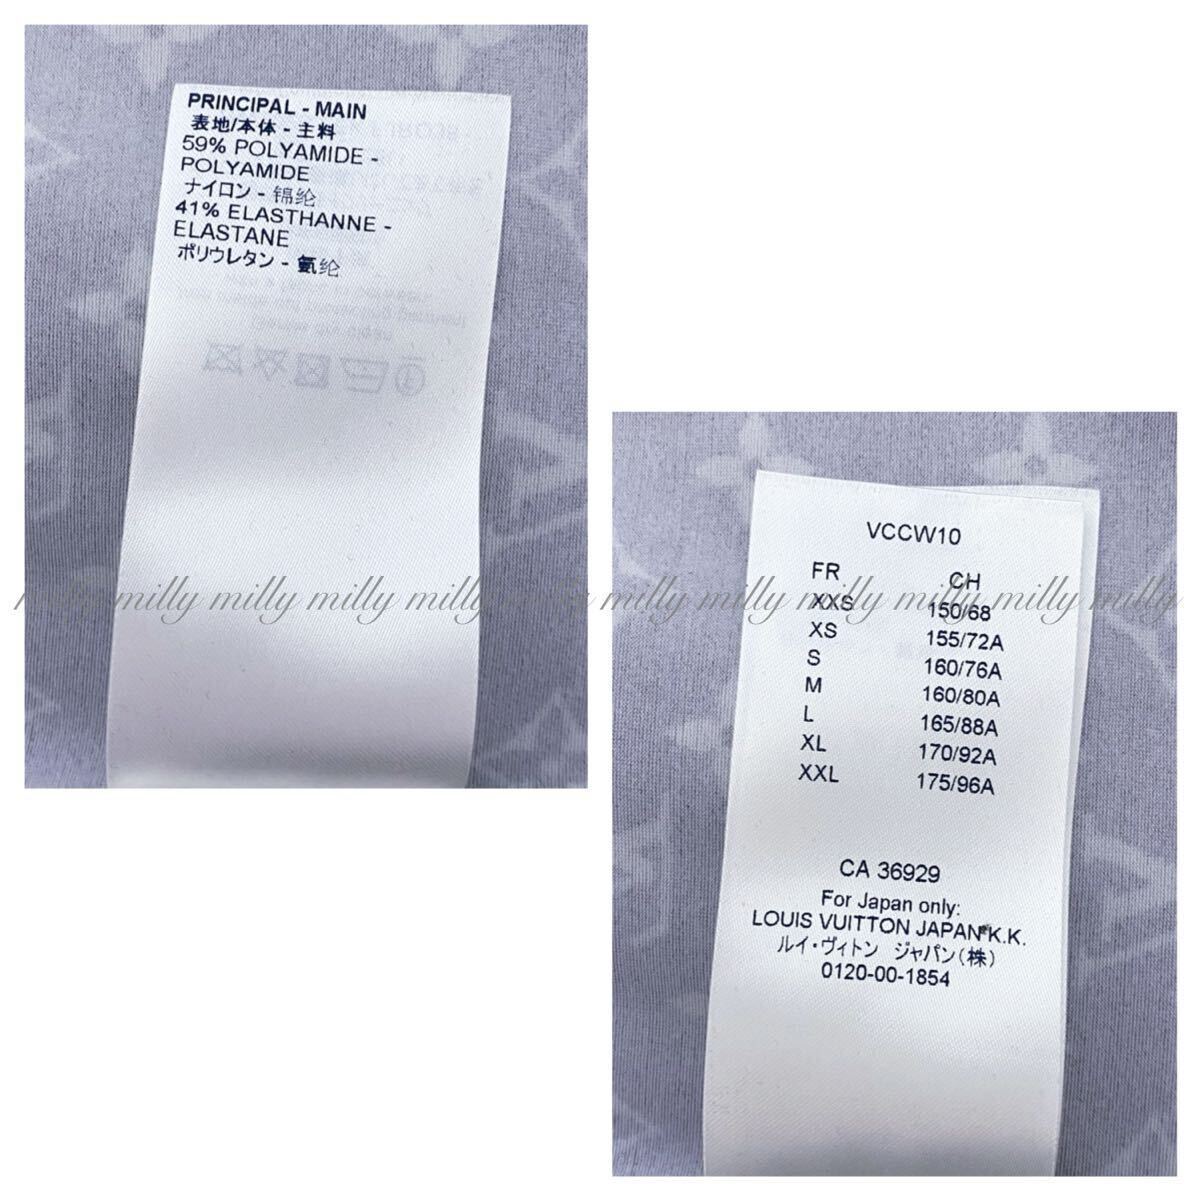 PRINCIPAL - MAIN
表地/本体 - 主料
59% POLYAMIDE -
POLYAMIDE
ナイロン - 锦纶
41% ELASTHANNE -
ELASTANE
ポリウレタン - 氨纶
milly milly milly milly milly milly milly milly milly milly milly
VCCW10
FR CH
XXS 150/68
XS 155/72A
S 160/76A
M 160/80A
L 165/88A
XL 170/92A
XXL 175/96A
CA 36929
For Japan only:
LOUIS VUITTON JAPAN K.K.
ルイ・ヴィトン ジャパン(株)
0120-00-1854